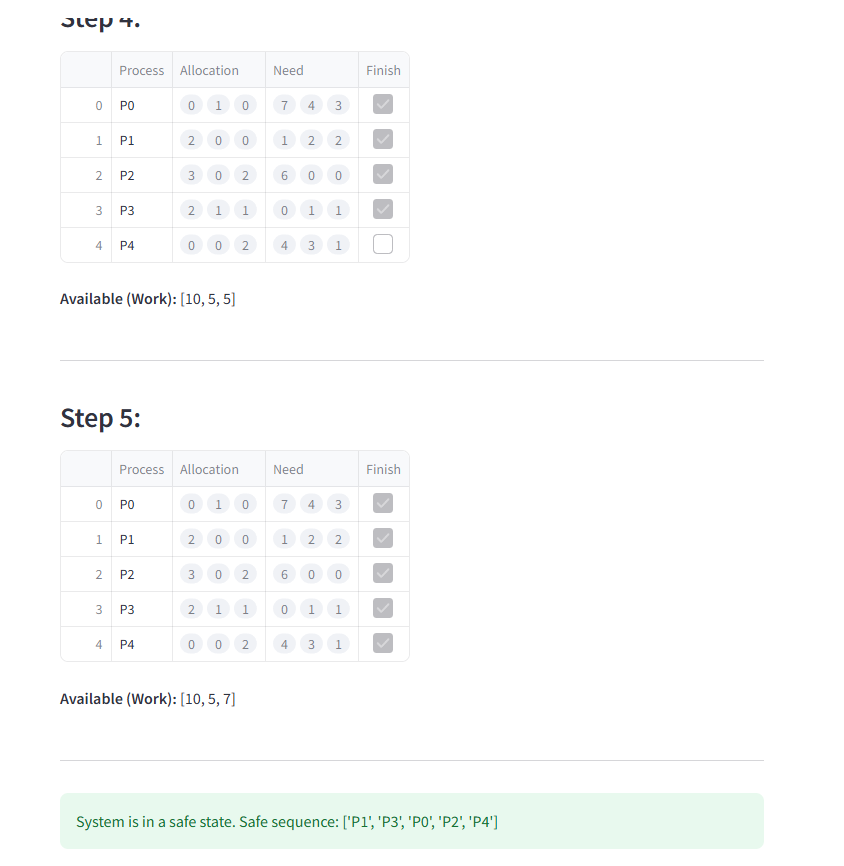 Step 4:
Process Allocation Need Finish
0 P0 0 1 0 7 4 3
1 P1 2 0 0 1 2 2
2 P2 3 0 2 6 0 0
3 P3 2 1 1 0 1 1
4 P4 0 0 2 4 3 1
Available (Work): [10, 5, 5]
Step 5:
Process Allocation Need Finish
0 P0 0 1 0 7 4 3
1 P1 2 0 0 1 2 2
2 P2 3 0 2 6 0 0
3 P3 2 1 1 0 1 1
4 P4 0 0 2 4 3 1
Available (Work): [10, 5, 7]
System is in a safe state. Safe sequence: ['P1', 'P3', 'P0', 'P2', 'P4']